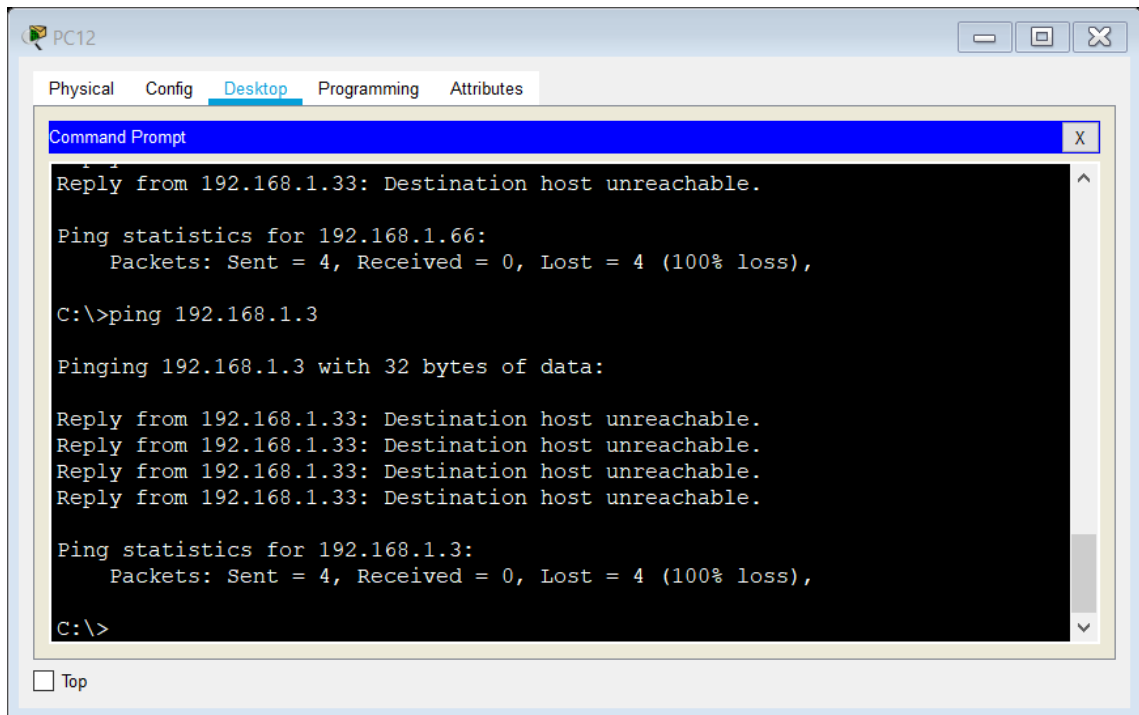 PC12
Physical Config Desktop Programming Attributes
Command Prompt
X
Reply from 192.168.1.33: Destination host unreachable.
Ping statistics for 192.168.1.66:
Packets: Sent = 4, Received = 0, Lost = 4 (100% loss),
C:\>ping 192.168.1.3
Pinging 192.168.1.3 with 32 bytes of data:
Reply from 192.168.1.33: Destination host unreachable.
Reply from 192.168.1.33: Destination host unreachable.
Reply from 192.168.1.33: Destination host unreachable.
Reply from 192.168.1.33: Destination host unreachable.
Ping statistics for 192.168.1.3:
Packets: Sent = 4, Received = 0, Lost = 4 (100% loss),
C:\>
Top